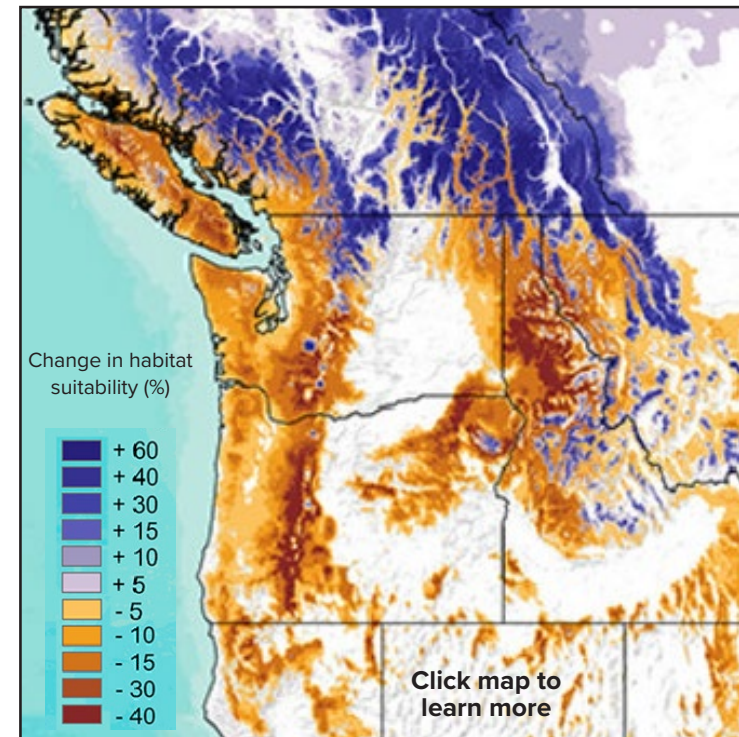 Change in habitat
suitability (%)
+ 60
+ 40
+ 30
+ 15
+ 10
+ 5
- 5
- 10
- 15
- 30
- 40
Click map to
learn more